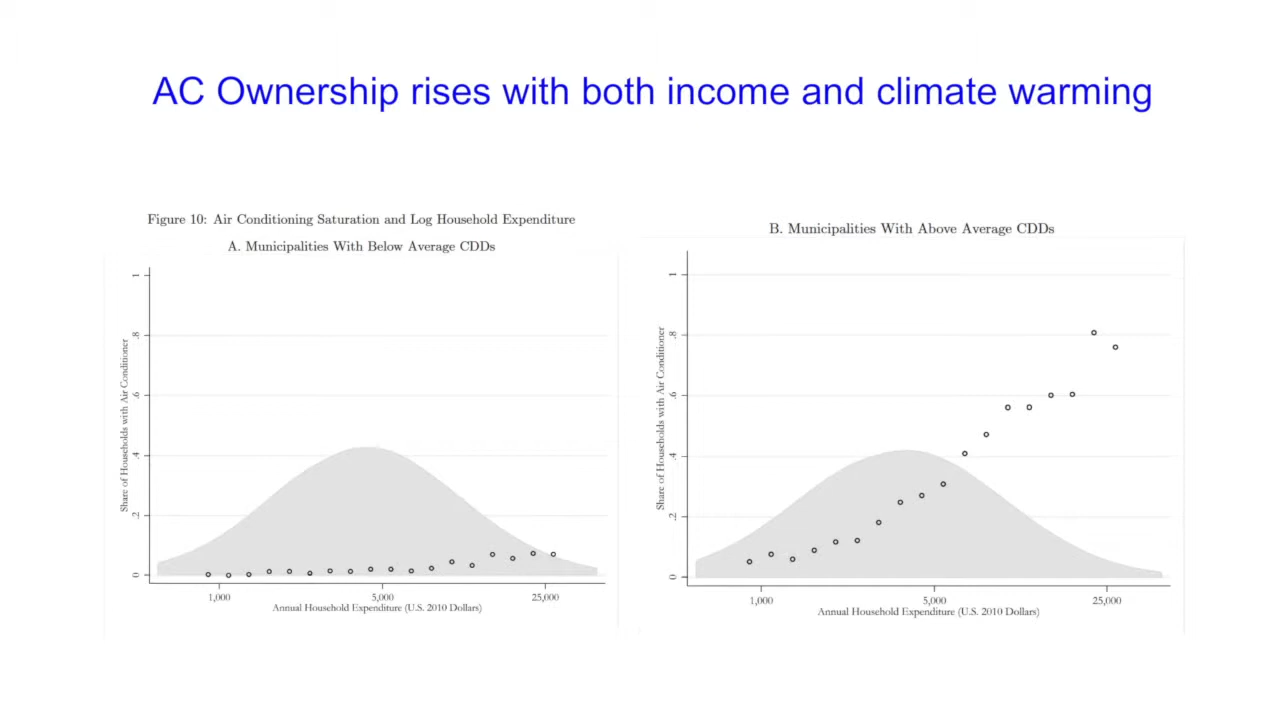 AC Ownership rises with both income and climate warming
Figure 10: Air Conditioning Saturation and Log Household Expenditure
A. Municipalities With Below Average CDDs
Share of Households with Air Conditioner
1
.8
.6
.4
.2
0
1,000
5,000
25,000
Annual Household Expenditure (U.S. 2010 Dollars)
B. Municipalities With Above Average CDDs
Share of Households with Air Conditioner
1
.8
.6
.4
.2
0
1,000
5,000
25,000
Annual Household Expenditure (U.S. 2010 Dollars)